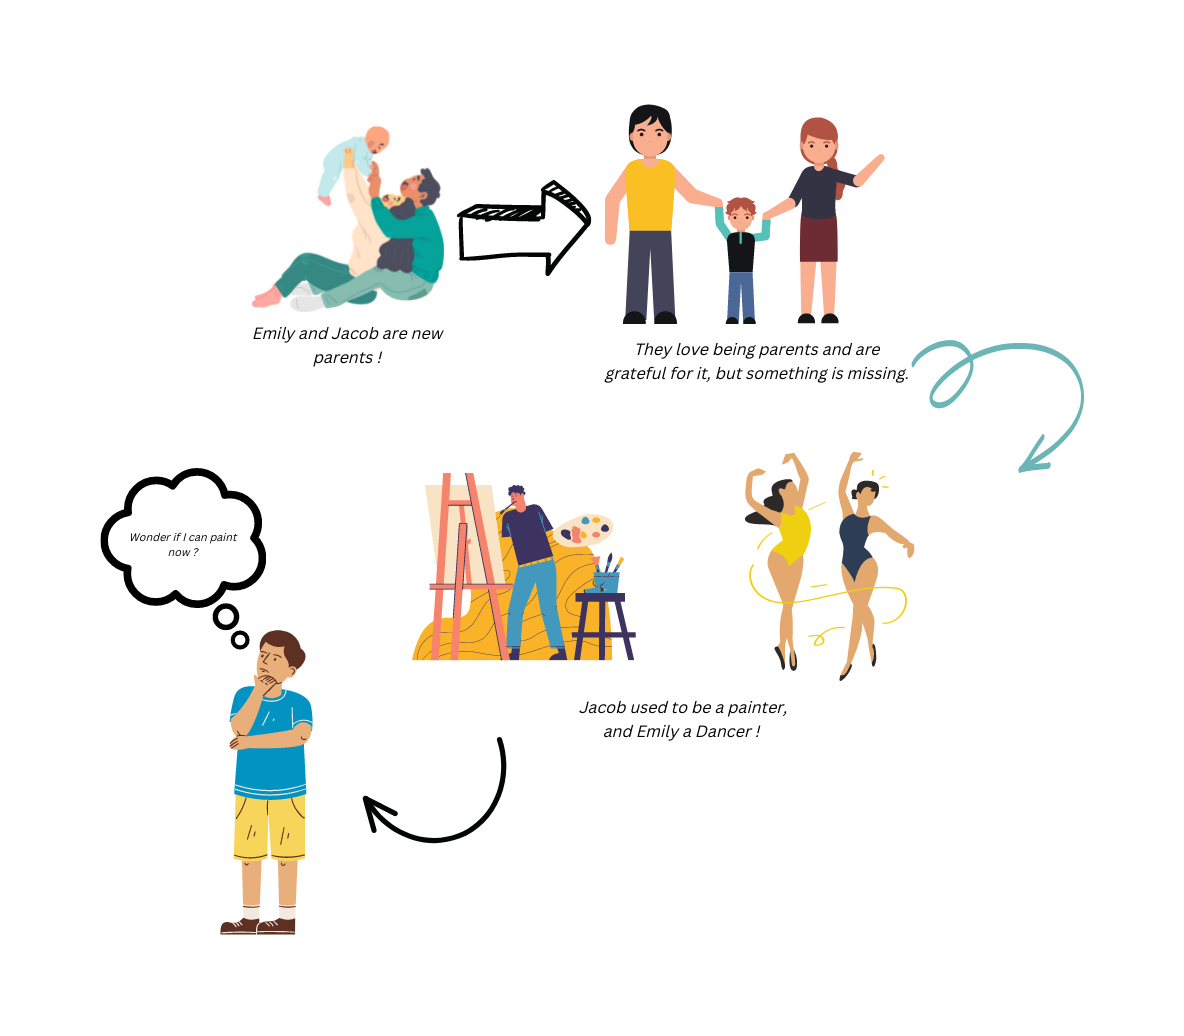 Emily and Jacob are new
parents !
They love being parents and are
grateful for it, but something is missing.
Jacob used to be a painter,
and Emily a Dancer !
Wonder if I can paint
now ?